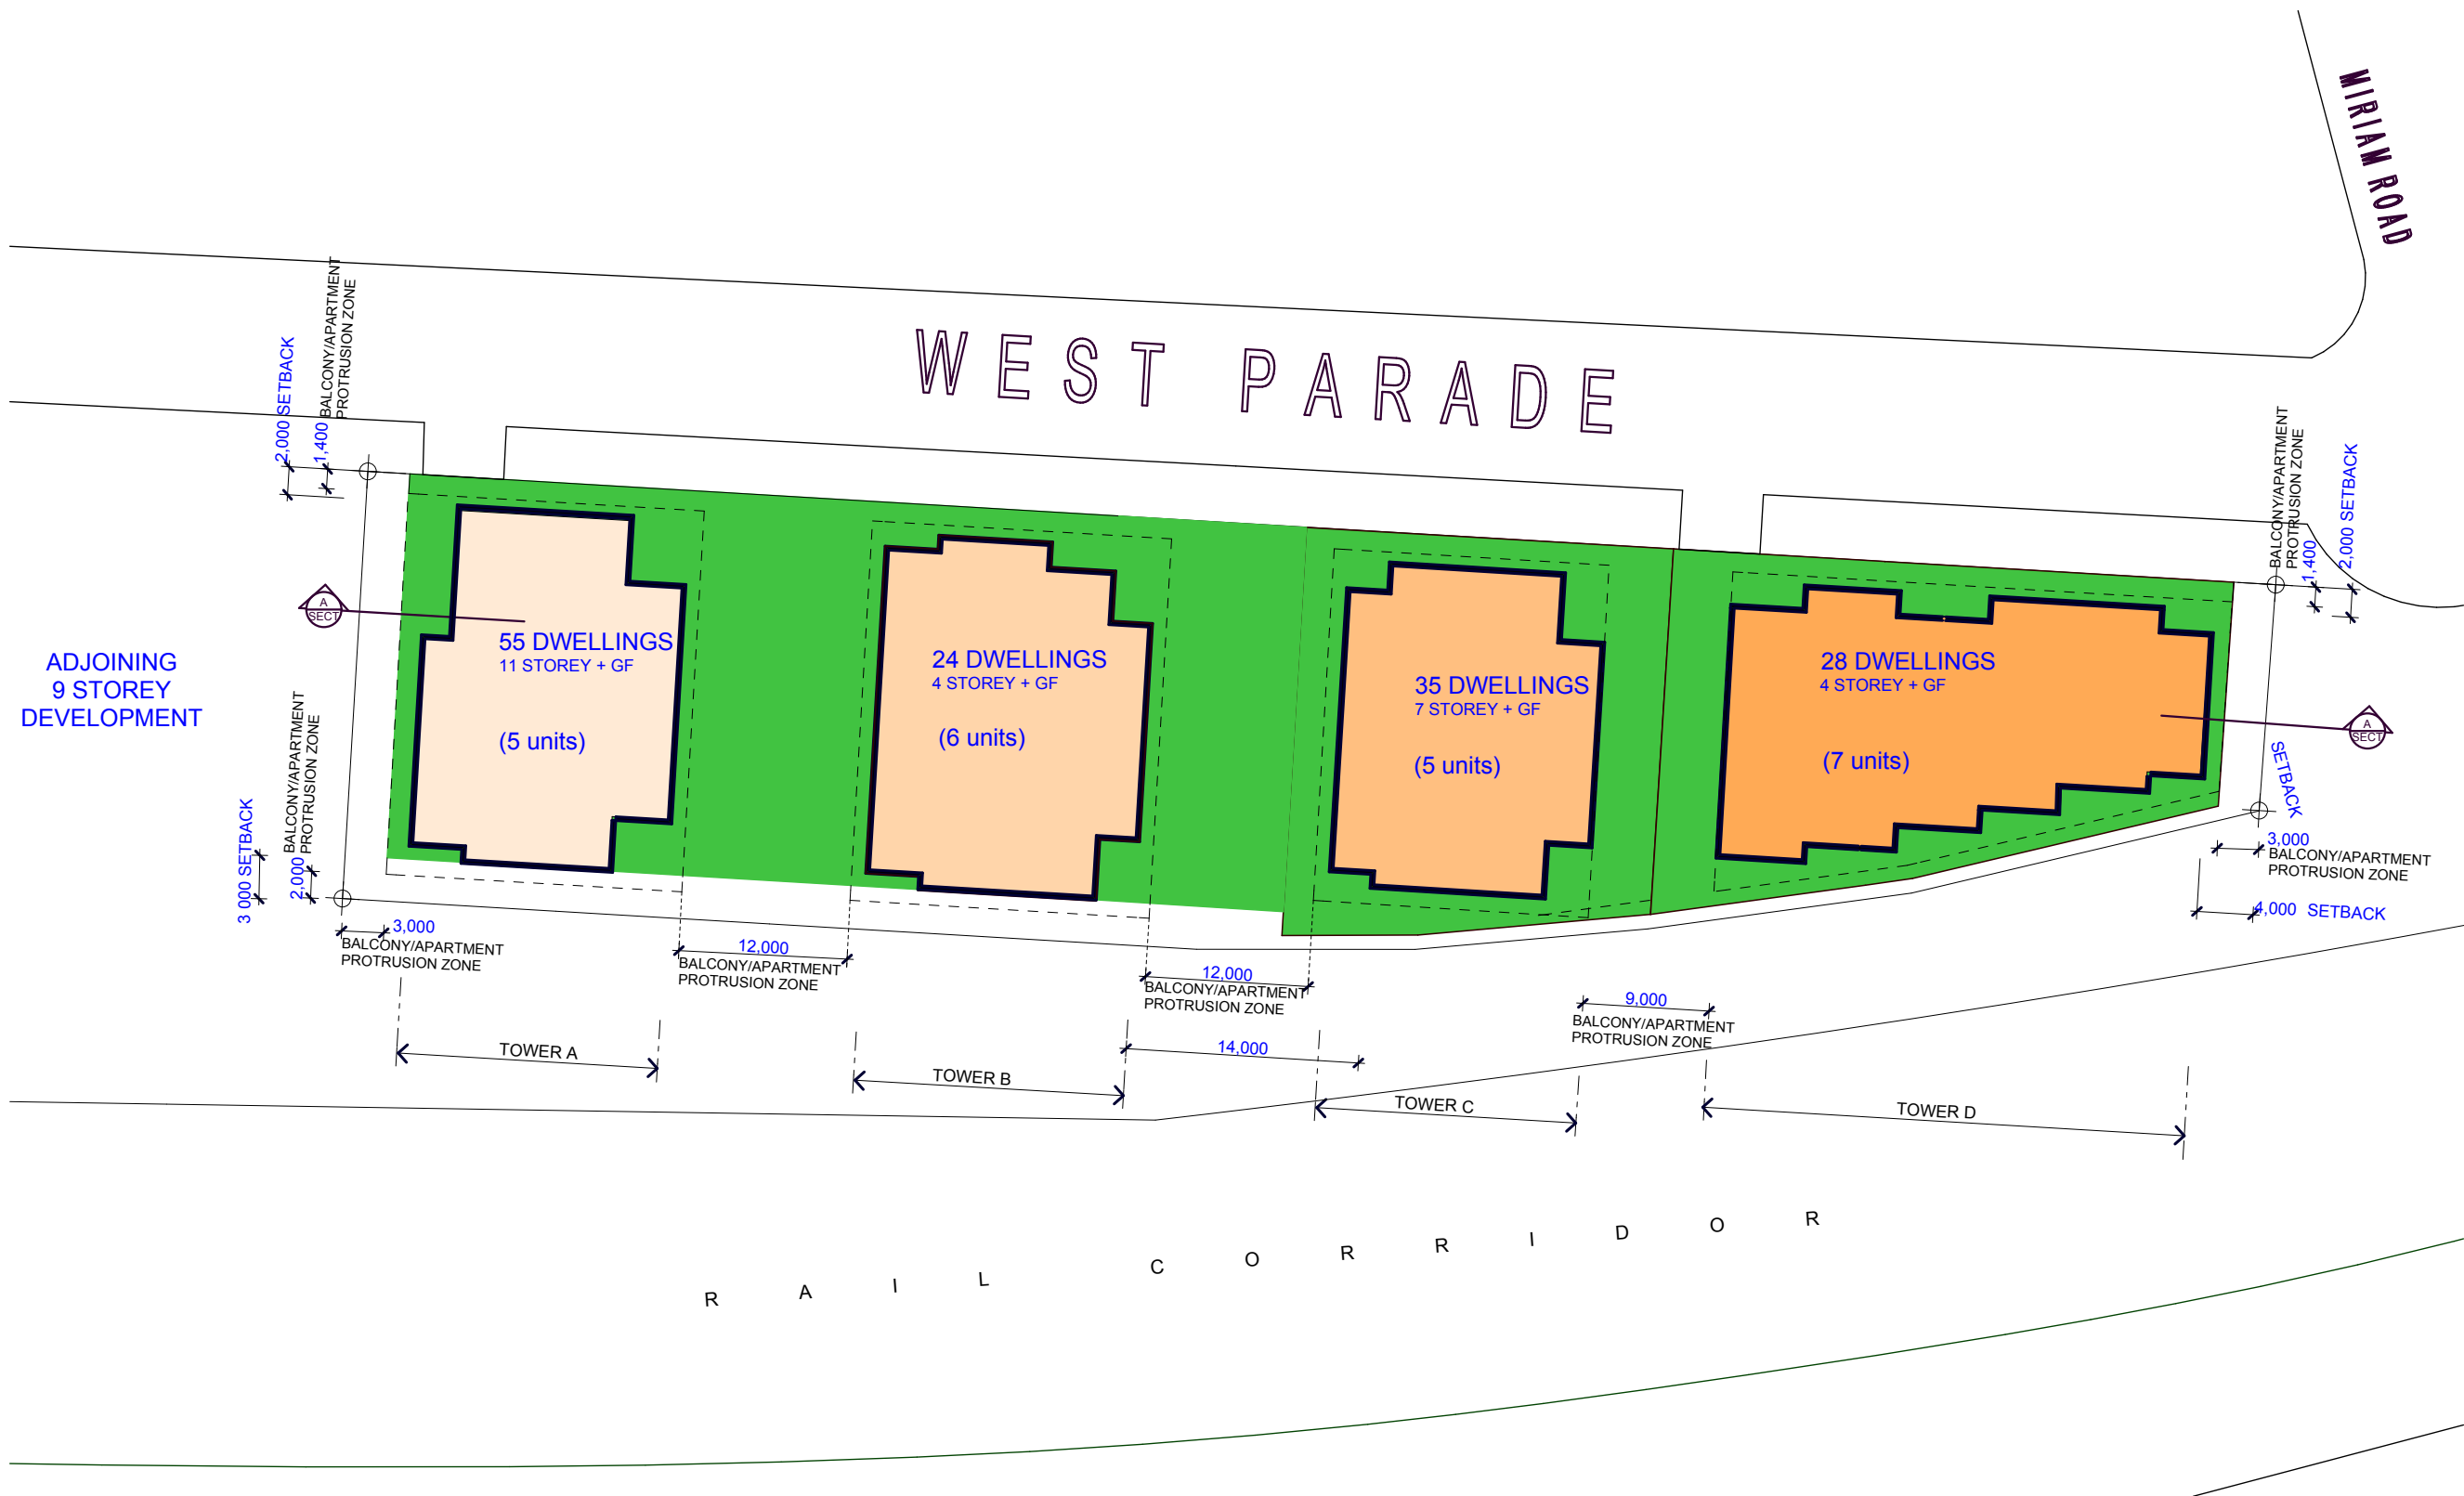 MIRIAM ROAD
WEST PARADE
2,000 SETBACK
1,400
BALCONY/APARTMENT
PROTRUSION ZONE
BALCONY/APARTMENT
PROTRUSION ZONE
1,400
2,000 SETBACK
A
SECT
ADJOINING
9 STOREY
DEVELOPMENT
55 DWELLINGS
11 STOREY + GF
(5 units)
24 DWELLINGS
4 STOREY + GF
(6 units)
35 DWELLINGS
7 STOREY + GF
(5 units)
28 DWELLINGS
4 STOREY + GF
(7 units)
A
SECT
SETBACK
3 000 SETBACK
2,000
BALCONY/APARTMENT
PROTRUSION ZONE
3,000
BALCONY/APARTMENT
PROTRUSION ZONE
12,000
BALCONY/APARTMENT
PROTRUSION ZONE
12,000
BALCONY/APARTMENT
PROTRUSION ZONE
9,000
BALCONY/APARTMENT
PROTRUSION ZONE
3,000
BALCONY/APARTMENT
PROTRUSION ZONE
4,000 SETBACK
14,000
TOWER A
TOWER B
TOWER C
TOWER D
RAIL CORRIDOR